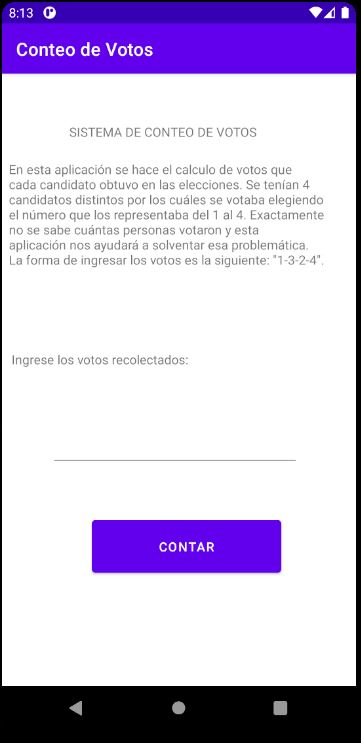 8:13
Conteo de Votos
SISTEMA DE CONTEO DE VOTOS
En esta aplicación se hace el calculo de votos que
cada candidato obtuvo en las elecciones. Se tenían 4
candidatos distintos por los cuáles se votaba elegiendo
el número que los representaba del 1 al 4. Exactamente
no se sabe cuántas personas votaron y esta
aplicación nos ayudará a solventar esa problemática.
La forma de ingresar los votos es la siguiente: "1-3-2-4".
Ingrese los votos recolectados:
CONTAR